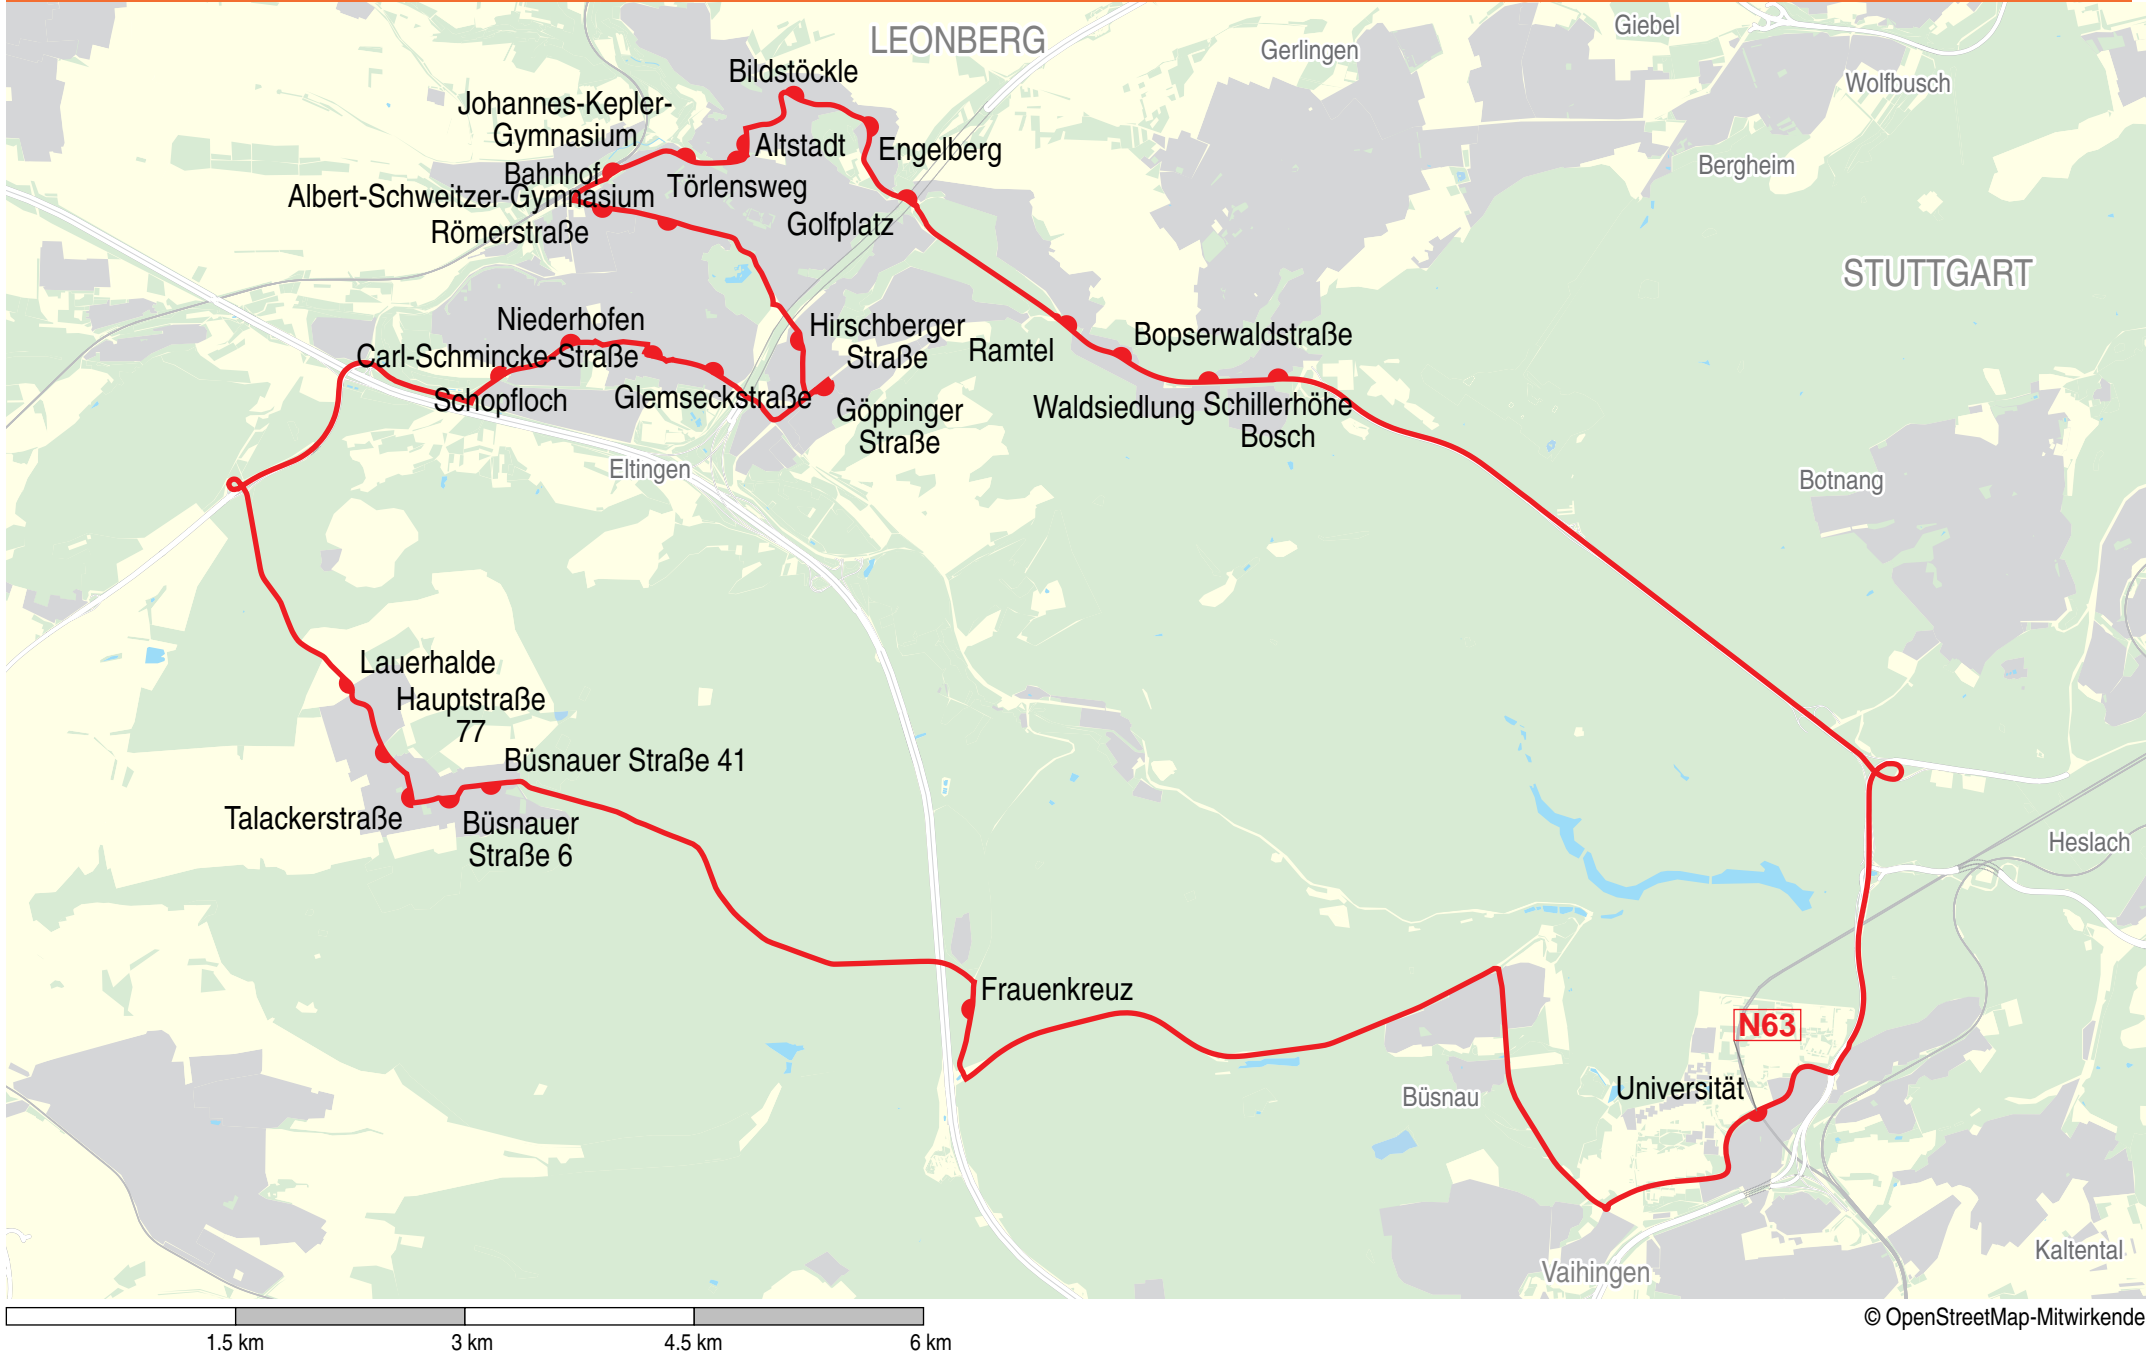 LEONBERG
Giebel
Gerlingen
Bildstöckle
Wolfbusch
Johannes-Kepler-
Gymnasium
Altstadt
Engelberg
Bergheim
Bahnhof
Törlensweg
Albert-Schweitzer-Gymnasium
Golfplatz
Römerstraße
STUTTGART
Niederhofen
Hirschberger
Straße
Bopserwaldstraße
Ramtel
Carl-Schmincke-Straße
Schopfloch
Glemseckstraße
Göppinger
Straße
Waldsiedlung
Schillerhöhe
Bosch
Eltingen
Botnang
Lauerhalde
Hauptstraße
77
Büsnauer Straße 41
Talackerstraße
Büsnauer
Straße 6
Heslach
Frauenkreuz
N63
Universität
Büsnau
Kaltental
Vaihingen
© OpenStreetMap-Mitwirkende
1.5 km
3 km
4.5 km
6 km